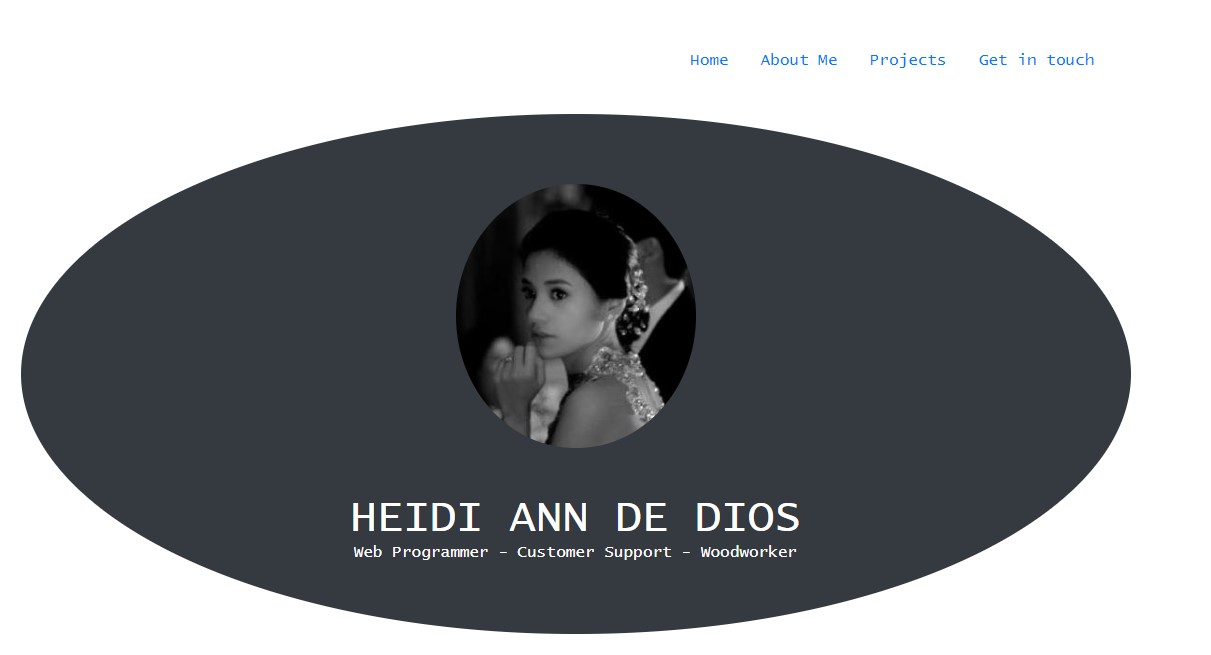 Home About Me Projects Get in touch
HEIDI ANN DE DIOS
Web Programmer – Customer Support – Woodworker